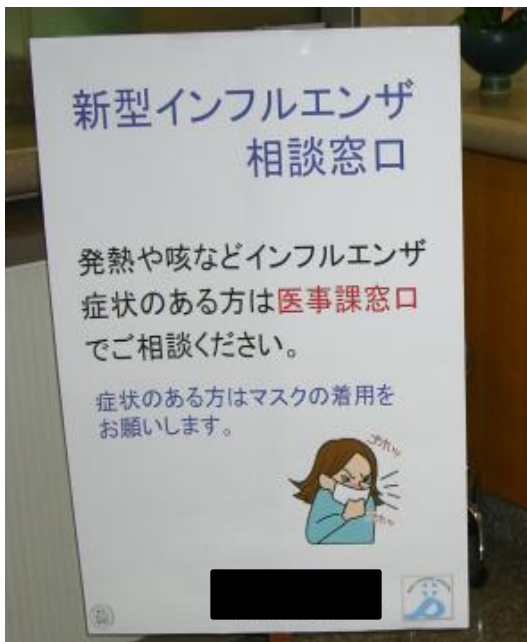 新型インフルエンザ
相談窓口
発熱や咳などインフルエンザ
症状のある方は医事課窓口
でご相談ください。
症状のある方はマスクの着用を
お願いします。